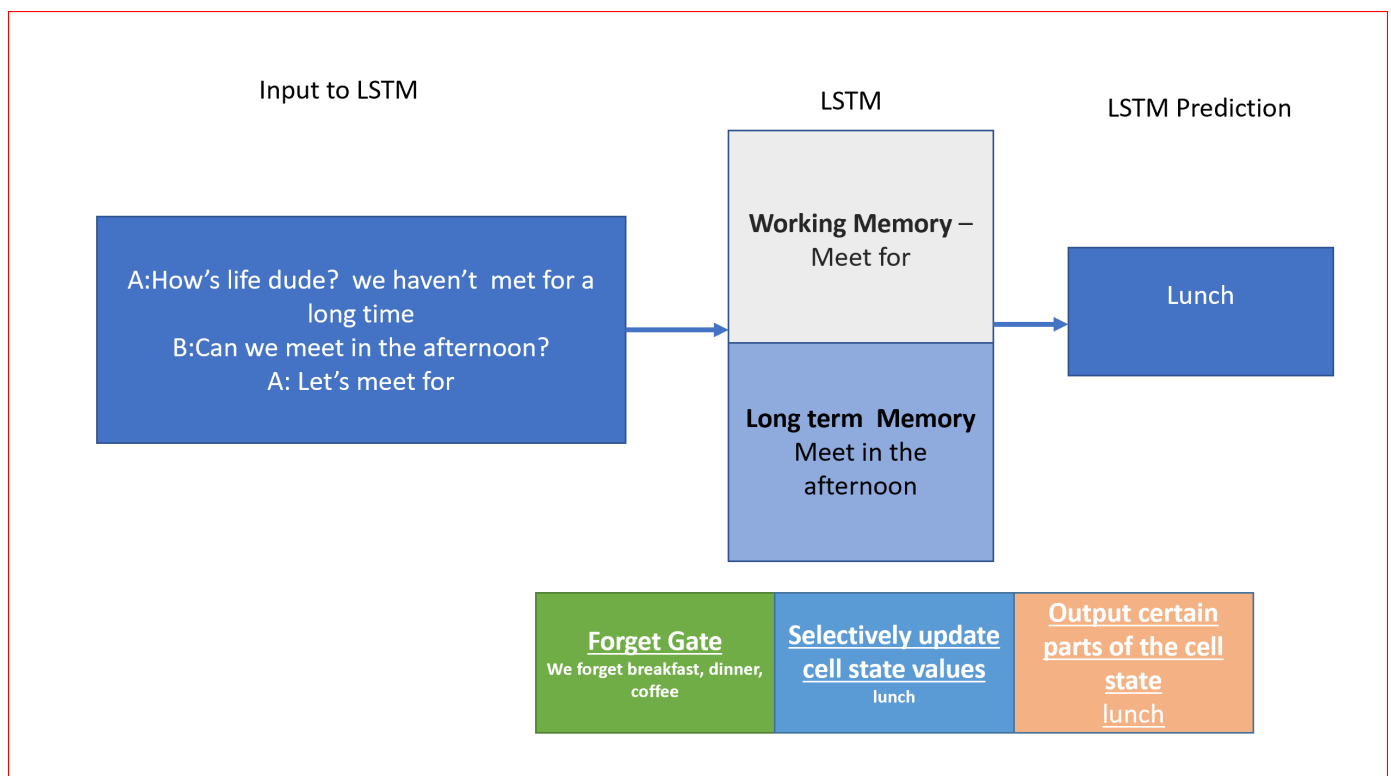 Input to LSTM
LSTM
LSTM Prediction
A:How’s life dude?  we haven’t  met for a
long time
B:Can we meet in the afternoon?
A: Let’s meet for
Working Memory –
Meet for
Long term  Memory
Meet in the
afternoon
Lunch
Forget Gate
We forget breakfast, dinner,
coffee
Selectively update
cell state values
lunch
Output certain
parts of the cell
state
lunch